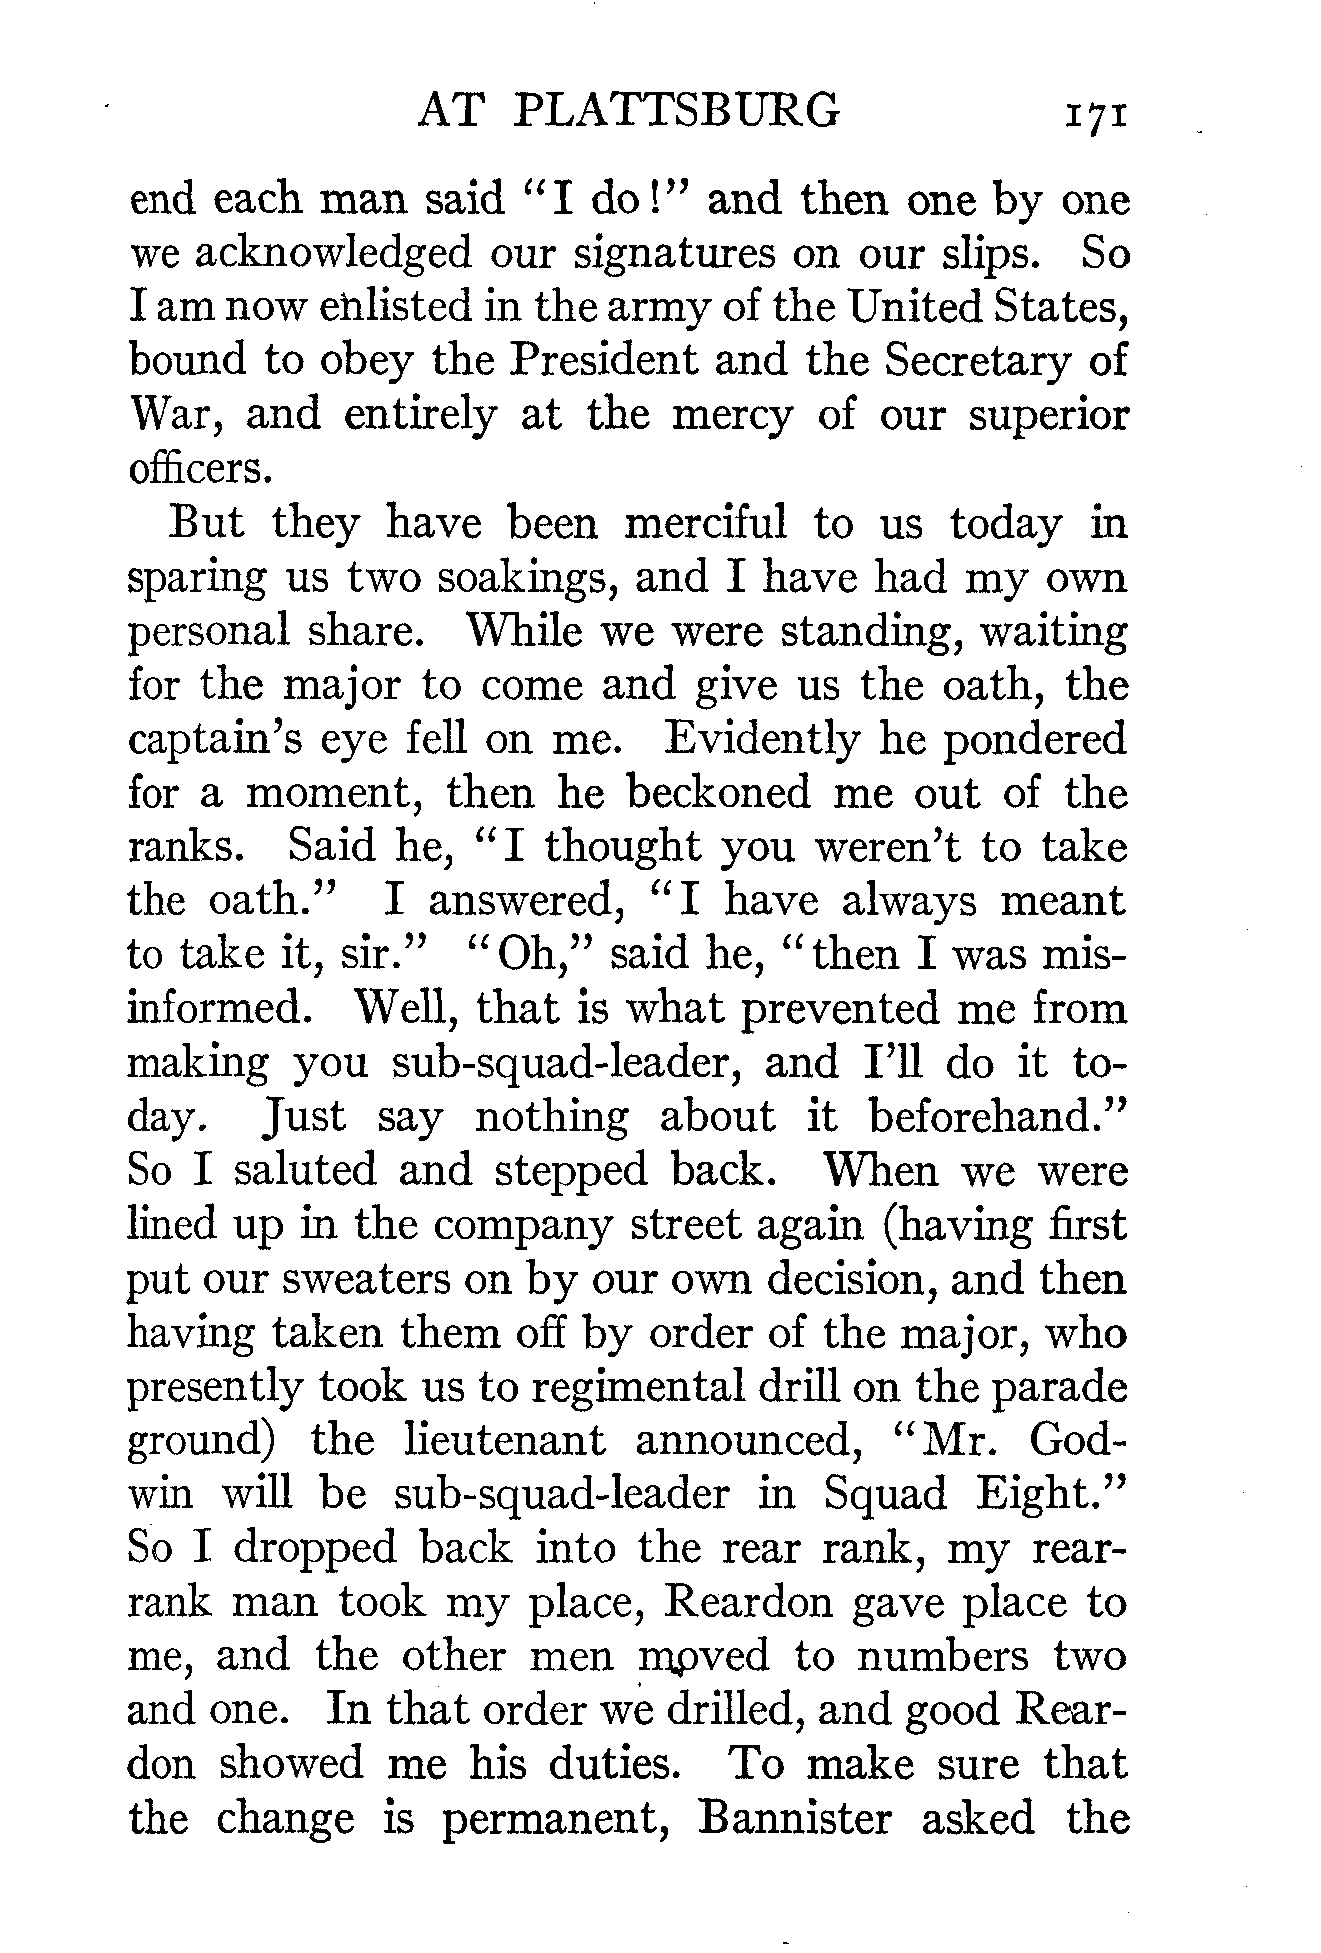 AT PLATTSBURG 171
end each man said "I do!" and then one by one
we acknowledged our signatures on our slips. So
I am now enlisted in the army of the United States,
bound to obey the President and the Secretary of
War, and entirely at the mercy of our superior
officers.
But they have been merciful to us today in
sparing us two soakings, and I have had my own
personal share. While we were standing, waiting
for the major to come and give us the oath, the
captain's eye fell on me. Evidently he pondered
for a moment, then he beckoned me out of the
ranks. Said he, "I thought you weren't to take
the oath." I answered, "I have always meant
to take it, sir." "Oh," said he, "then I was mis-
informed. Well, that is what prevented me from
making you sub-squad-leader, and I'll do it to-
day. Just say nothing about it beforehand."
So I saluted and stepped back. When we were
lined up in the company street again (having first
put our sweaters on by our own decision, and then
having taken them off by order of the major, who
presently took us to regimental drill on the parade
ground) the lieutenant announced, "Mr. God-
win will be sub-squad-leader in Squad Eight."
So I dropped back into the rear rank, my rear-
rank man took my place, Reardon gave place to
me, and the other men moved to numbers two
and one. In that order we drilled, and good Rear-
don showed me his duties. To make sure that
the change is permanent, Bannister asked the